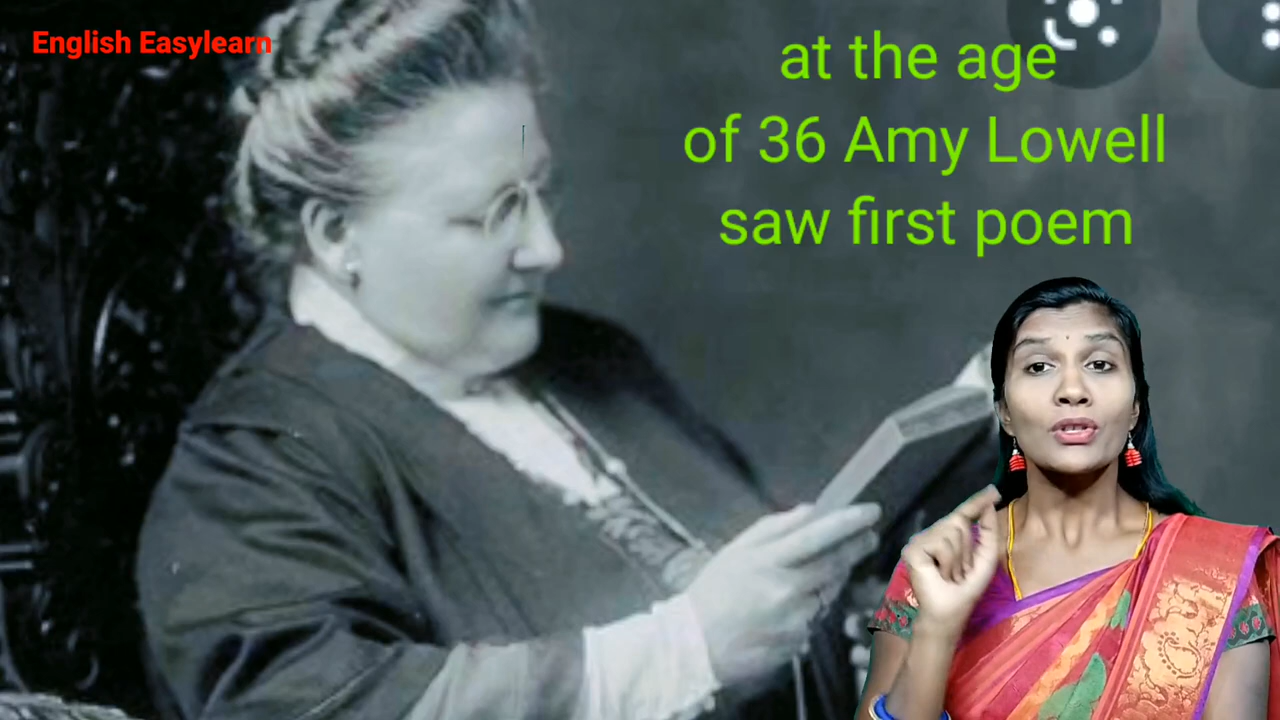 English Easylearn
at the age
of 36 Amy Lowell
saw first poem